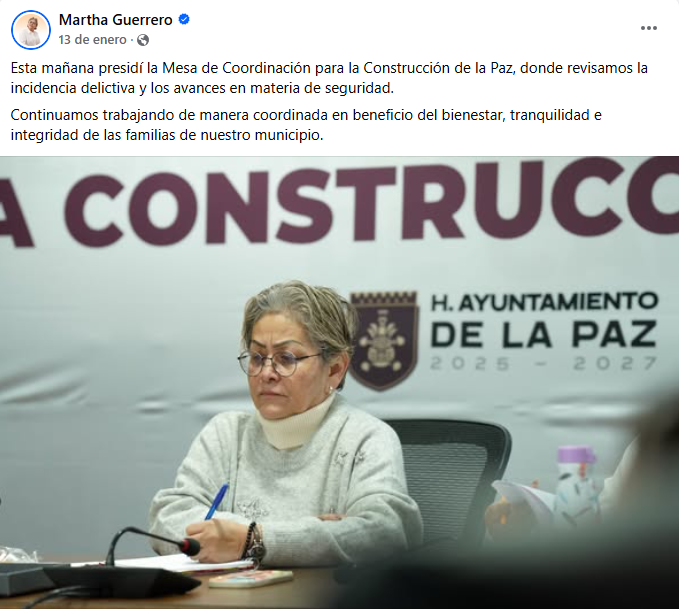 Martha Guerrero
13 de enero
Esta mañana presidí la Mesa de Coordinación para la Construcción de la Paz, donde revisamos la
incidencia delictiva y los avances en materia de seguridad.
Continuamos trabajando de manera coordinada en beneficio del bienestar, tranquilidad e
integridad de las familias de nuestro municipio.
A CONSTRUCC
H. AYUNTAMIENTO
DE LA PAZ
2025 - 2027